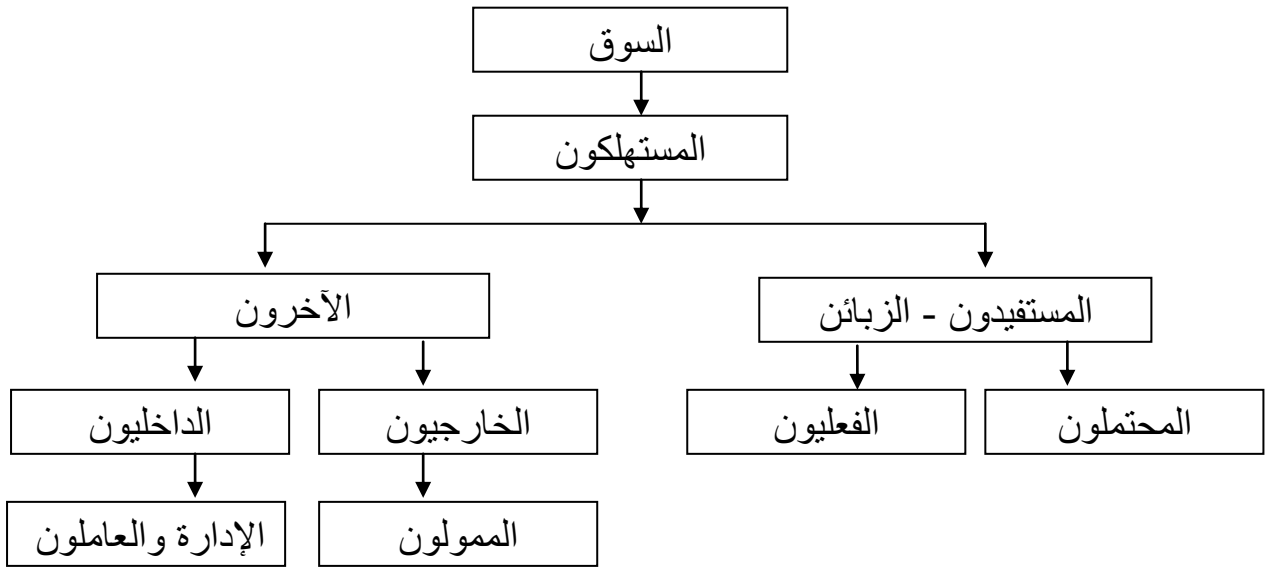 السوق
المستهلكون
المستفيدون - الزبائن
الآخرون
المحتملون
الفعليون
الخارجيون
الداخليون
الممولون
الإدارة والعاملون